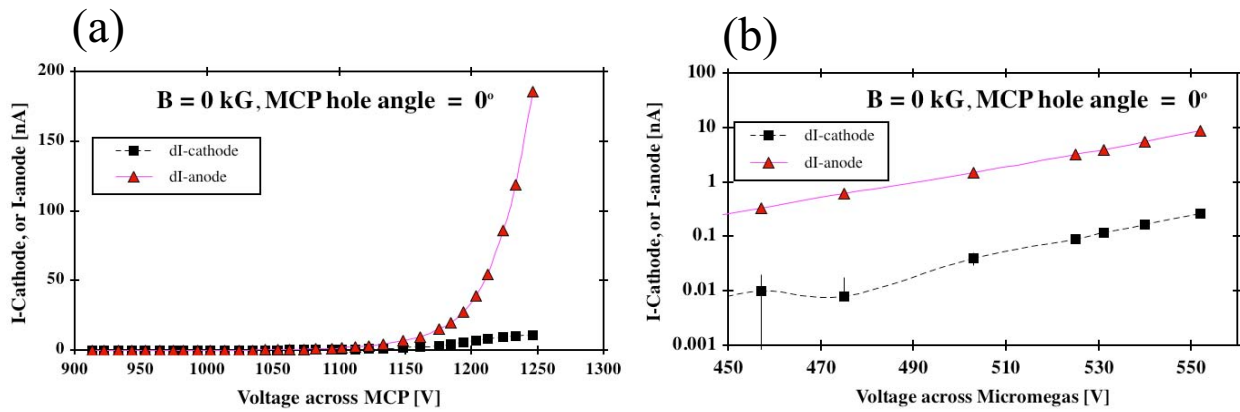 (a)
200
150
100
50
0
I-Cathode, or I-anode [nA]
B = 0 kG, MCP hole angle = 0°
dI-cathode
dI-anode
900 950 1000 1050 1100 1150 1200 1250 1300
Voltage across MCP [V]
(b)
100
10
1
0.1
0.01
0.001
I-Cathode, or I-anode [nA]
B = 0 kG, MCP hole angle = 0°
dI-cathode
dI-anode
450 470 490 510 530 550
Voltage across Micromegas [V]